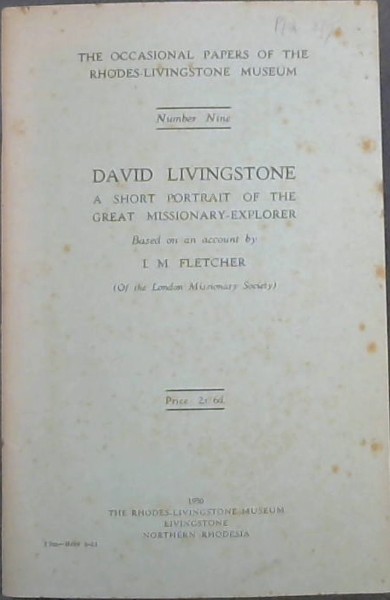 THE OCCASIONAL PAPERS OF THE
RHODES-LIVINGSTONE MUSEUM
Number Nine
DAVID LIVINGSTONE
A SHORT PORTRAIT OF THE
GREAT MISSIONARY-EXPLORER
Based on an account by
I. M. FLETCHER
(Of the London Missionary Society)
Price 2s 6d.
1950
THE RHODES-LIVINGSTONE MUSEUM
LIVINGSTONE
NORTHERN RHODESIA